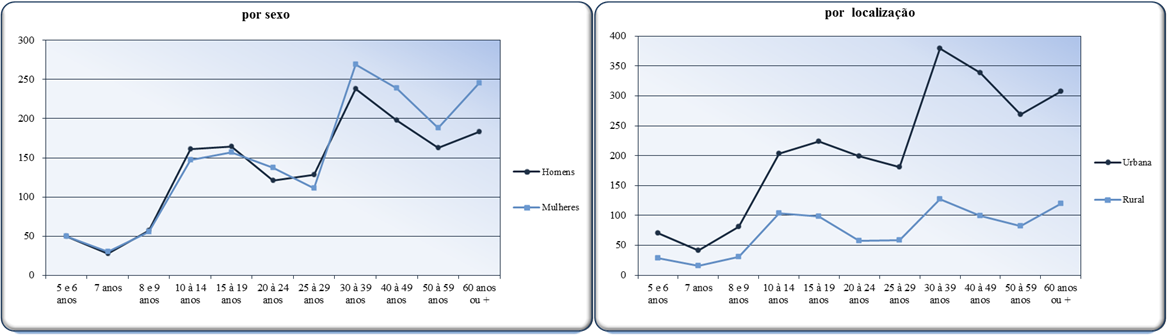 por sexo
300
250
200
150
100
50
0
5 e 6 anos
7 anos
8 e 9 anos
10 à 14 anos
15 à 19 anos
20 à 24 anos
25 à 29 anos
30 à 39 anos
40 à 49 anos
50 à 59 anos
60 anos ou +
Homens
Mulheres
por localização
400
350
300
250
200
150
100
50
0
5 e 6 anos
7 anos
8 e 9 anos
10 à 14 anos
15 à 19 anos
20 à 24 anos
25 à 29 anos
30 à 39 anos
40 à 49 anos
50 à 59 anos
60 anos ou +
Urbana
Rural